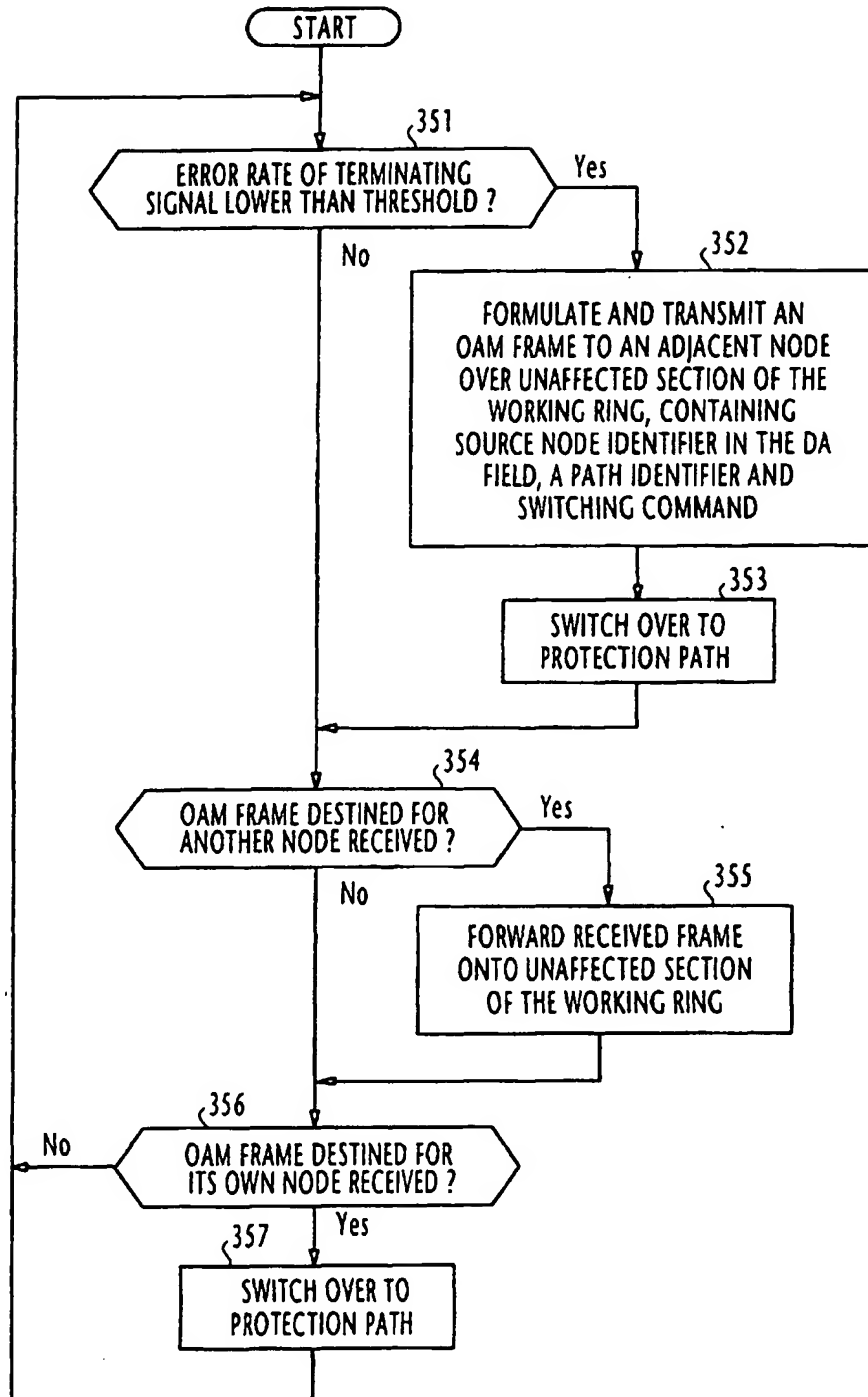 START
351
ERROR RATE OF TERMINATING
SIGNAL LOWER THAN THRESHOLD ?
Yes
No
352
FORMULATE AND TRANSMIT AN
OAM FRAME TO AN ADJACENT NODE
OVER UNAFFECTED SECTION OF THE
WORKING RING, CONTAINING
SOURCE NODE IDENTIFIER IN THE DA
FIELD, A PATH IDENTIFIER AND
SWITCHING COMMAND
353
SWITCH OVER TO
PROTECTION PATH
354
OAM FRAME DESTINED FOR
ANOTHER NODE RECEIVED ?
Yes
No
355
FORWARD RECEIVED FRAME
ONTO UNAFFECTED SECTION
OF THE WORKING RING
356
No
OAM FRAME DESTINED FOR
ITS OWN NODE RECEIVED ?
Yes
357
SWITCH OVER TO
PROTECTION PATH